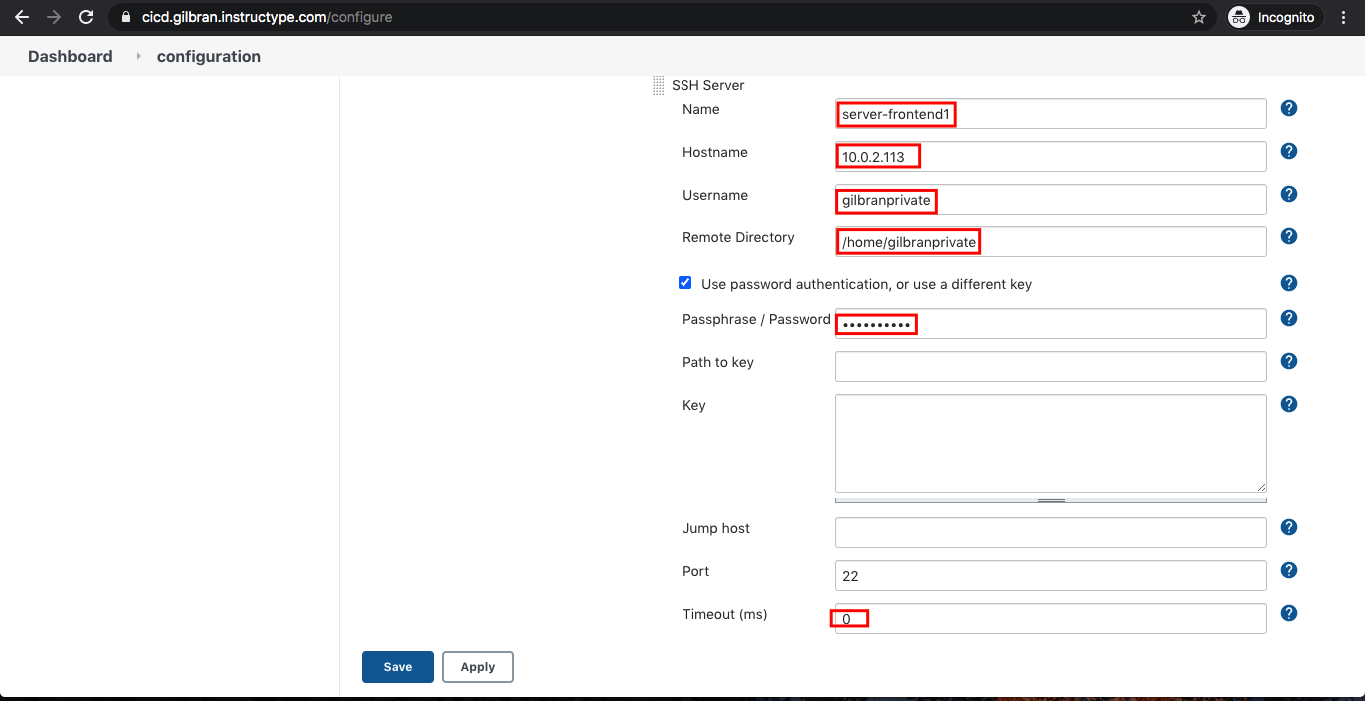 cicd.gilbran.instructype.com/configure
Incognito
Dashboard configuration
SSH Server
Name server-frontend1 ?
Hostname 10.0.2.113 ?
Username gilbranprivate ?
Remote Directory /home/gilbranprivate ?
Use password authentication, or use a different key ?
Passphrase / Password •••••••••• ?
Path to key ?
Key ?
Jump host ?
Port 22 ?
Timeout (ms) 0 ?
Save Apply